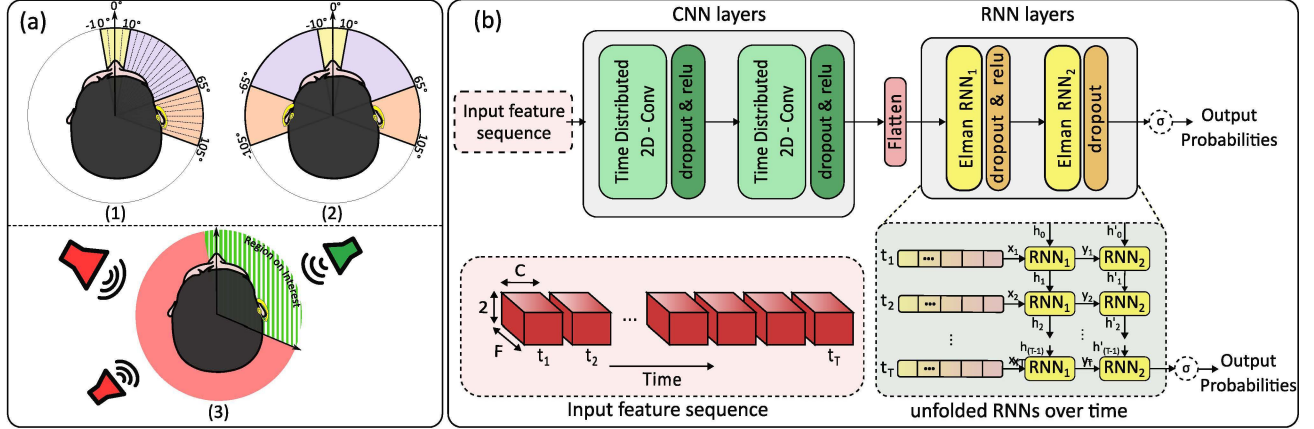 (a)
-10°
0°
10°
65°
105°
(1)
-10°
0°
10°
-65°
65°
-105°
105°
(2)
Region on Interest
(3)
(b)
CNN layers
RNN layers
Input feature
sequence
Time Distributed
2D - Conv
dropout & relu
Time Distributed
2D - Conv
dropout & relu
Flatten
Elman RNN1
dropout & relu
Elman RNN2
dropout
σ
Output
Probabilities
C
2
F
t1
t2
...
tT
Time
Input feature sequence
h0
h'0
t1
...
x1
RNN1
y1
RNN2
h1
h'1
t2
...
x2
RNN1
y2
RNN2
h2
h'2
h(T-1)
h'(T-1)
tT
...
xT
RNN1
yT
RNN2
σ
Output
Probabilities
unfolded RNNs over time